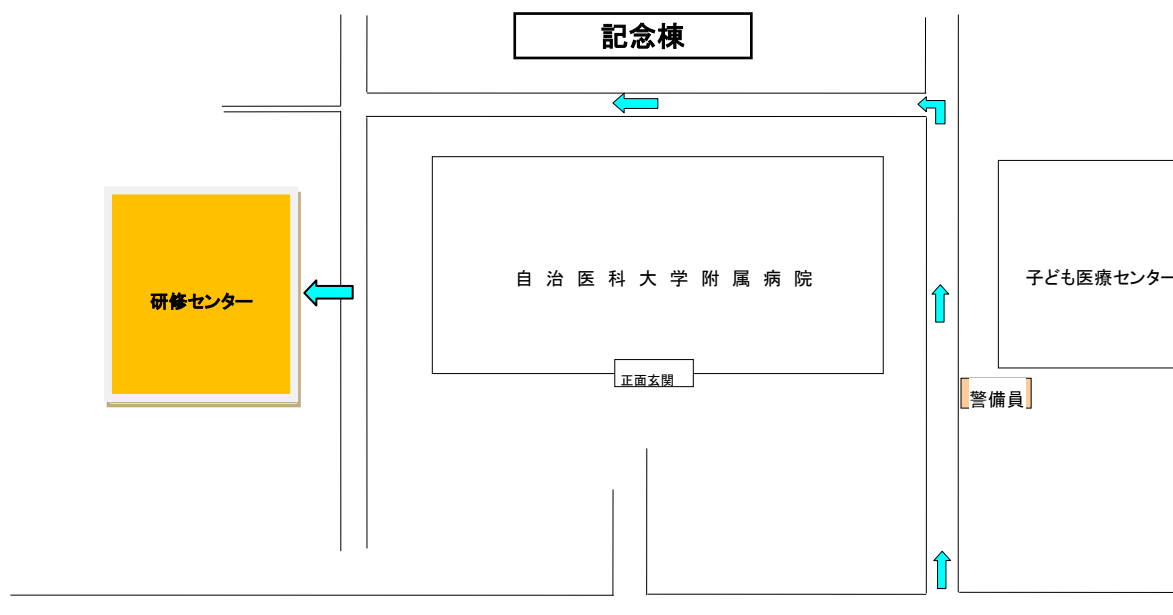 記念棟
自治医科大学附属病院
子ども医療センター
研修センター
正面玄関
警備員